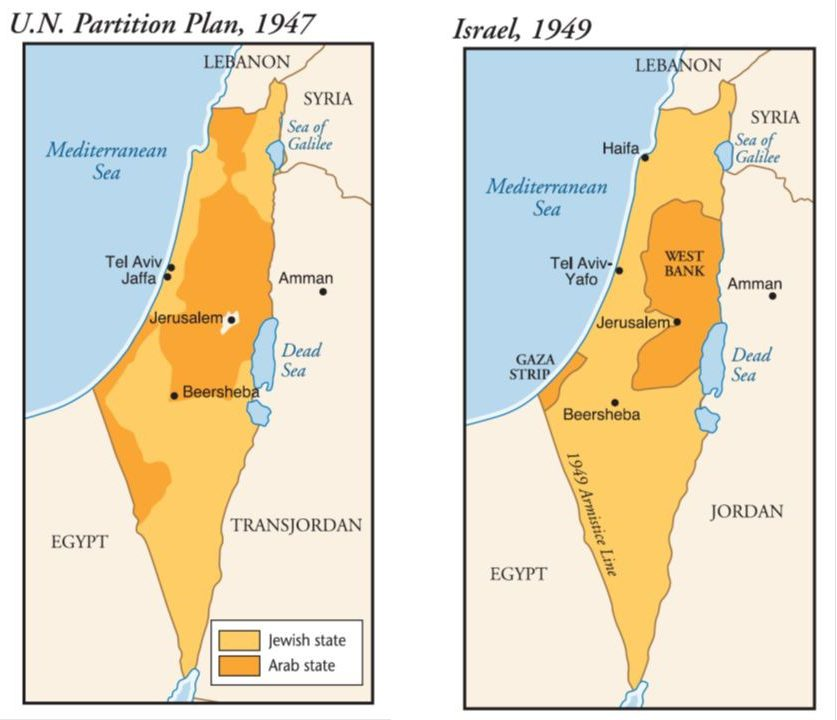 U.N. Partition Plan, 1947
LEBANON
SYRIA
Sea of
Galilee
Mediterranean
Sea
Tel Aviv
Jaffa
Amman
Jerusalem
Dead
Sea
Beersheba
EGYPT
TRANSJORDAN
Jewish state
Arab state
Israel, 1949
LEBANON
SYRIA
Haifa
Sea of
Galilee
Mediterranean
Sea
WEST
BANK
Tel Aviv-
Yafo
Amman
Jerusalem
GAZA
STRIP
Dead
Sea
Beersheba
1949 Armistice Line
JORDAN
EGYPT